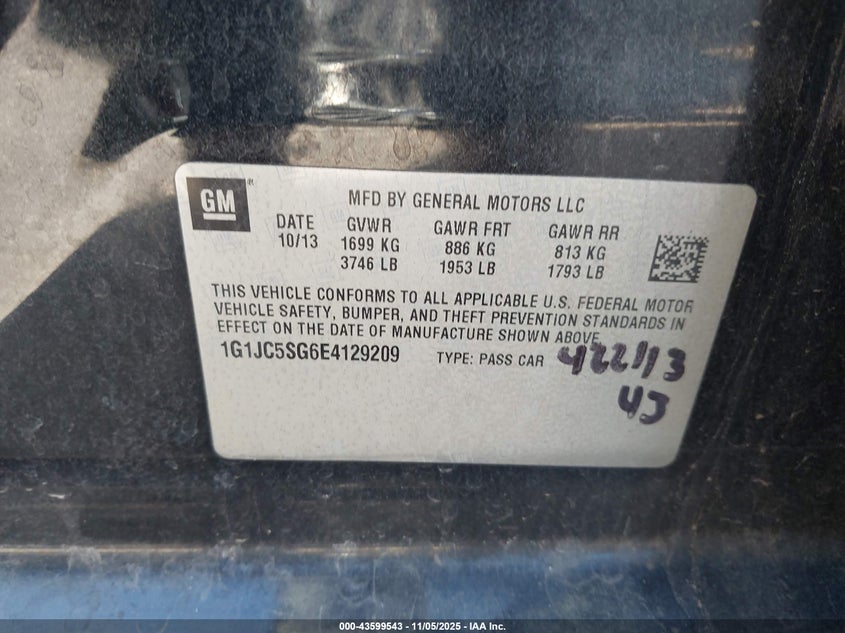 GM
MFD BY GENERAL MOTORS LLC
DATE GVWR GAWR FRT GAWR RR
10/13 1699 KG 886 KG 813 KG
3746 LB 1953 LB 1793 LB
THIS VEHICLE CONFORMS TO ALL APPLICABLE U.S. FEDERAL MOTOR
VEHICLE SAFETY, BUMPER, AND THEFT PREVENTION STANDARDS IN
EFFECT ON THE DATE OF MANUFACTURE SHOWN ABOVE.
1G1JC5SG6E4129209 TYPE: PASS CAR
000-43599543 - 11/05/2025 - IAA Inc.